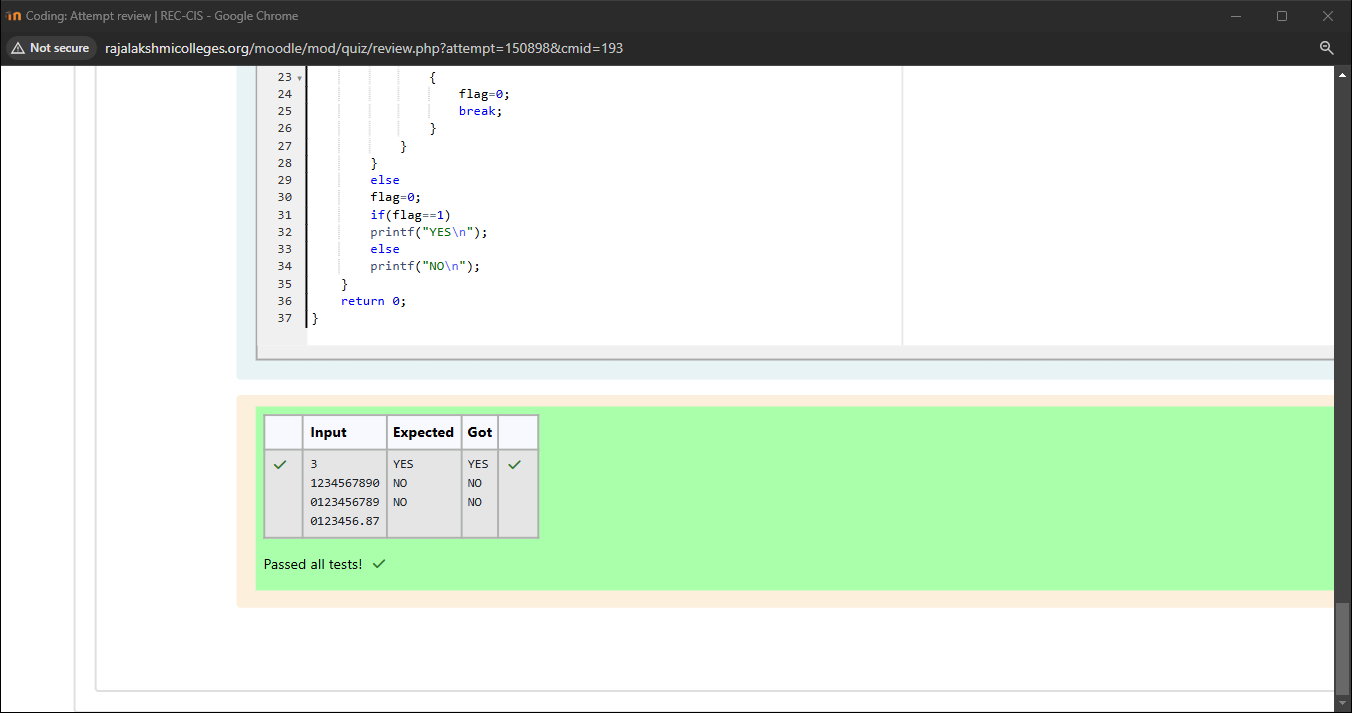 Coding: Attempt review | REC-CIS - Google Chrome
Not secure rajalakshmicolleges.org/moodle/mod/quiz/review.php?attempt=150898&cmid=193
23 {
24 flag=0;
25 break;
26 }
27 }
28 }
29 else
30 flag=0;
31 if(flag==1)
32 printf("YES\n");
33 else
34 printf("NO\n");
35 }
36 return 0;
37 }
Input Expected Got
3 YES YES
1234567890 NO NO
0123456789 NO NO
0123456.87
Passed all tests!